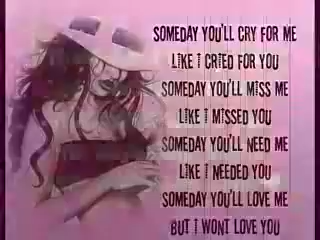 SOMEDAY YOU'LL CRY FOR ME
LIKE I CRIED FOR YOU
SOMEDAY YOU'LL MISS ME
LIKE I MISSED YOU
SOMEDAY YOU'LL NEED ME
LIKE I NEEDED YOU
SOMEDAY YOU'LL LOVE ME
BUT I WONT LOVE YOU